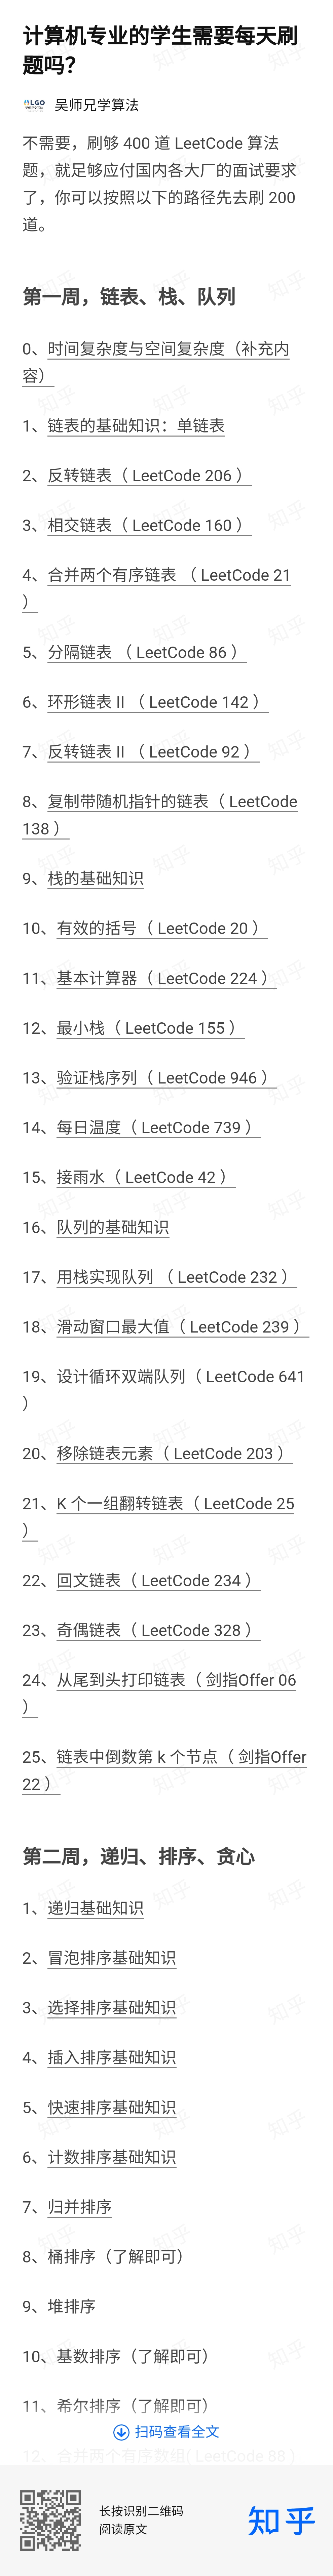 计算机专业的学生需要每天刷
题吗？
LGO 吴师兄学算法
不需要，刷够 400 道 LeetCode 算法
题，就足够应付国内各大厂的面试要求
了，你可以按照以下的路径先去刷 200
道。
第一周，链表、栈、队列
0、时间复杂度与空间复杂度（补充内
容）
1、链表的基础知识：单链表
2、反转链表（ LeetCode 206 ）
3、相交链表（ LeetCode 160 ）
4、合并两个有序链表 （ LeetCode 21
）
5、分隔链表 （ LeetCode 86 ）
6、环形链表 II （ LeetCode 142 ）
7、反转链表 II （ LeetCode 92 ）
8、复制带随机指针的链表（ LeetCode
138 ）
9、栈的基础知识
10、有效的括号（ LeetCode 20 ）
11、基本计算器（ LeetCode 224 ）
12、最小栈（ LeetCode 155 ）
13、验证栈序列（ LeetCode 946 ）
14、每日温度（ LeetCode 739 ）
15、接雨水（ LeetCode 42 ）
16、队列的基础知识
17、用栈实现队列 （ LeetCode 232 ）
18、滑动窗口最大值（ LeetCode 239 ）
19、设计循环双端队列（ LeetCode 641
）
20、移除链表元素（ LeetCode 203 ）
21、K 个一组翻转链表（ LeetCode 25
）
22、回文链表（ LeetCode 234 ）
23、奇偶链表（ LeetCode 328 ）
24、从尾到头打印链表（ 剑指Offer 06
）
25、链表中倒数第 k 个节点（ 剑指Offer
22 ）
第二周，递归、排序、贪心
1、递归基础知识
2、冒泡排序基础知识
3、选择排序基础知识
4、插入排序基础知识
5、快速排序基础知识
6、计数排序基础知识
7、归并排序
8、桶排序（了解即可）
9、堆排序
10、基数排序（了解即可）
11、希尔排序（了解即可）
扫码查看全文
12、合并两个有序数组( LeetCode 88 )
长按识别二维码
阅读原文
知乎